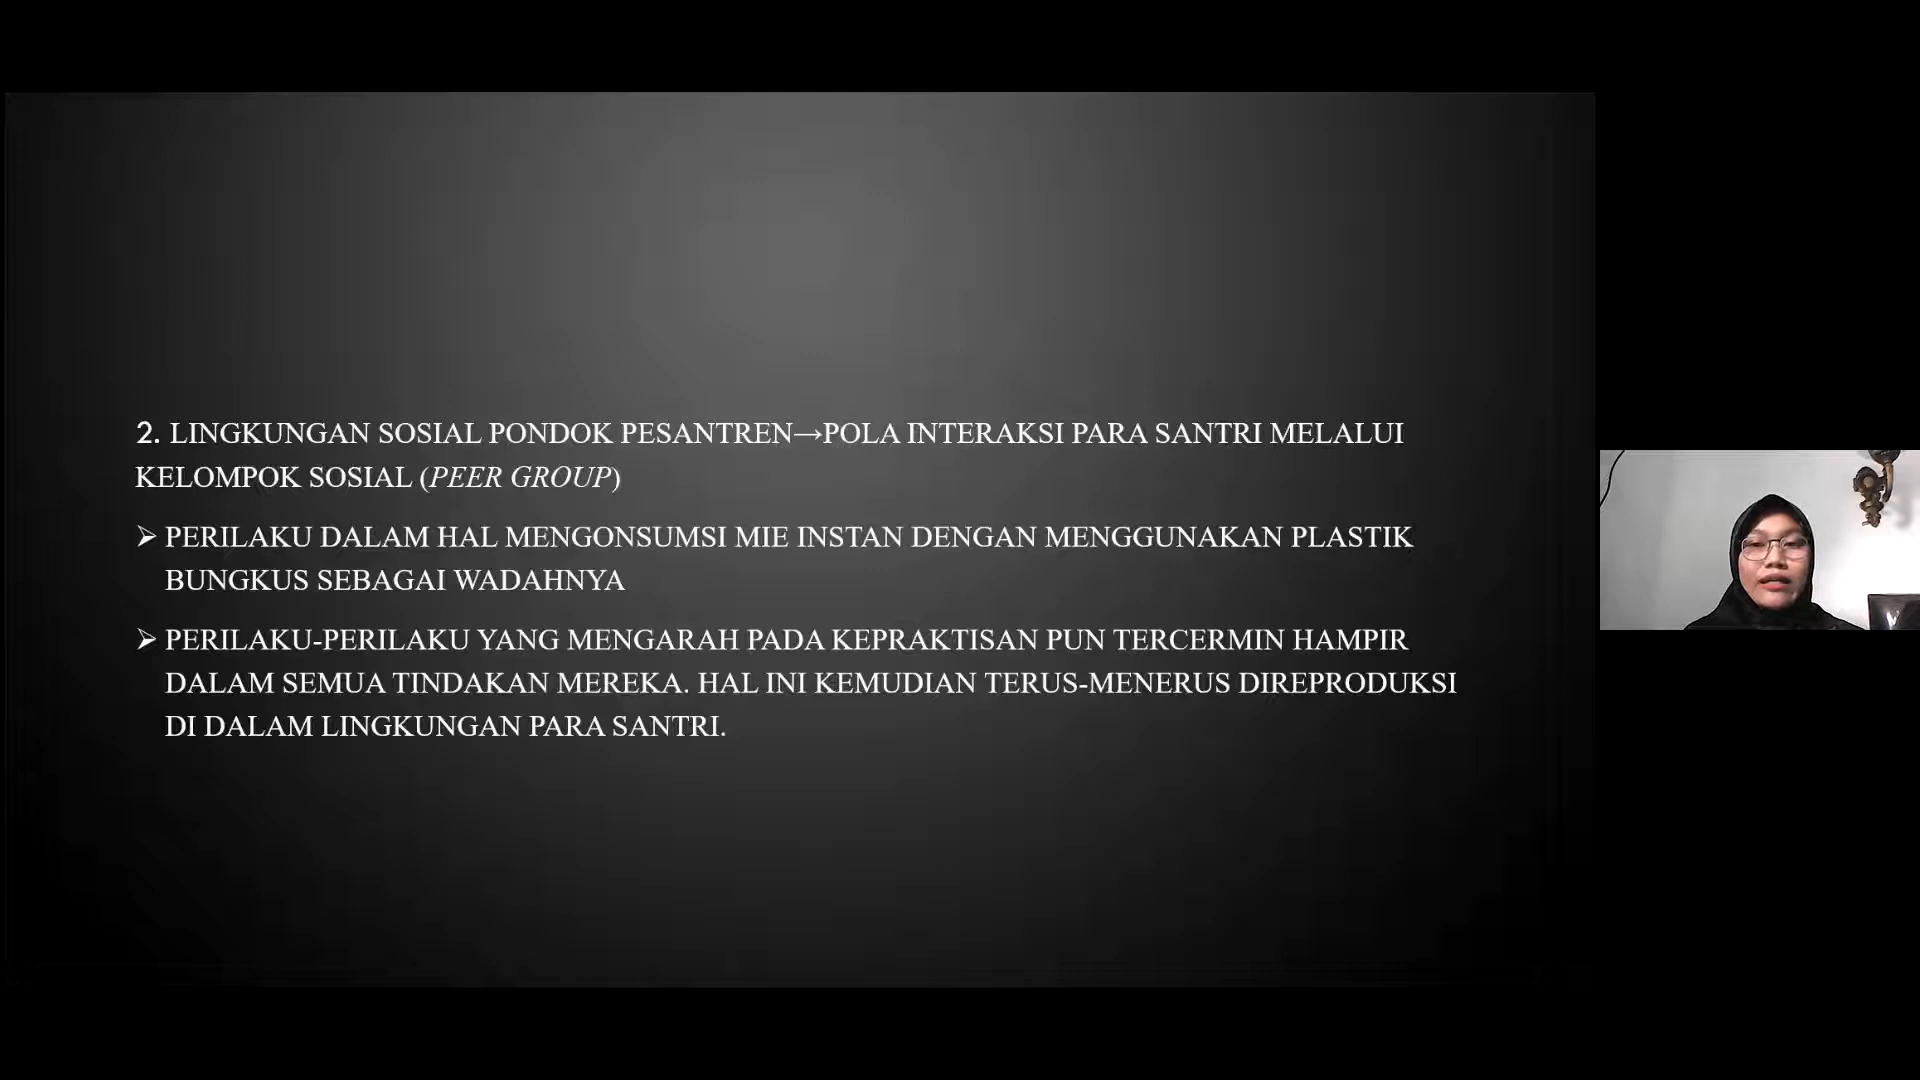 2. LINGKUNGAN SOSIAL PONDOK PESANTREN→POLA INTERAKSI PARA SANTRI MELALUI
KELOMPOK SOSIAL (PEER GROUP)
➢ PERILAKU DALAM HAL MENGONSUMSI MIE INSTAN DENGAN MENGGUNAKAN PLASTIK
BUNGKUS SEBAGAI WADAHNYA
➢ PERILAKU-PERILAKU YANG MENGARAH PADA KEPRAKTISAN PUN TERCERMIN HAMPIR
DALAM SEMUA TINDAKAN MEREKA. HAL INI KEMUDIAN TERUS-MENERUS DIREPRODUKSI
DI DALAM LINGKUNGAN PARA SANTRI.